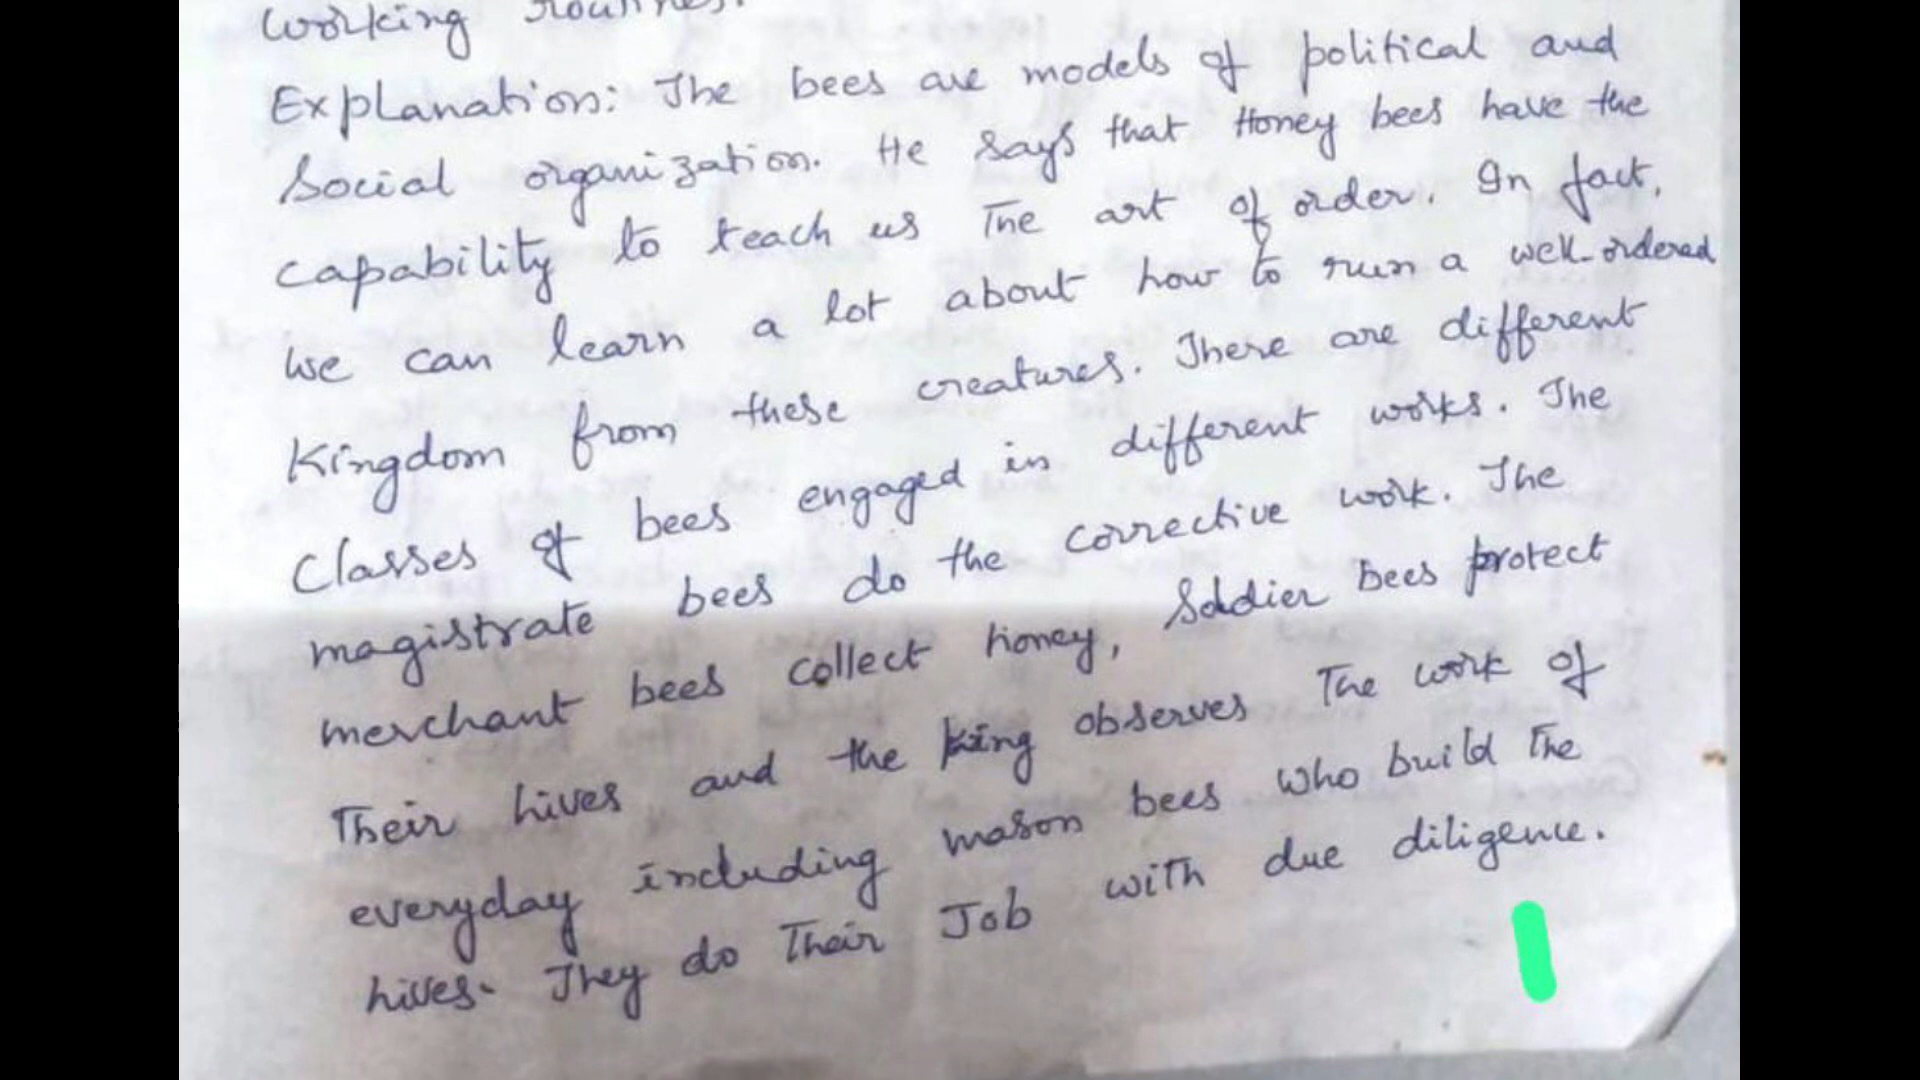 working routines.
Explanation: The bees are models of political and
Social organization. He says that Honey bees have the
capability to teach us The art of order. In fact,
we can learn a lot about how to run a well-ordered
Kingdom from these creatures. There are different
Classes of bees engaged in different works. The
magistrate bees do the corrective work. The
merchant bees collect honey, Soldier bees protect
Their hives and the king observes The work of
everyday including mason bees who build The
hives. They do Their Job with due diligence.